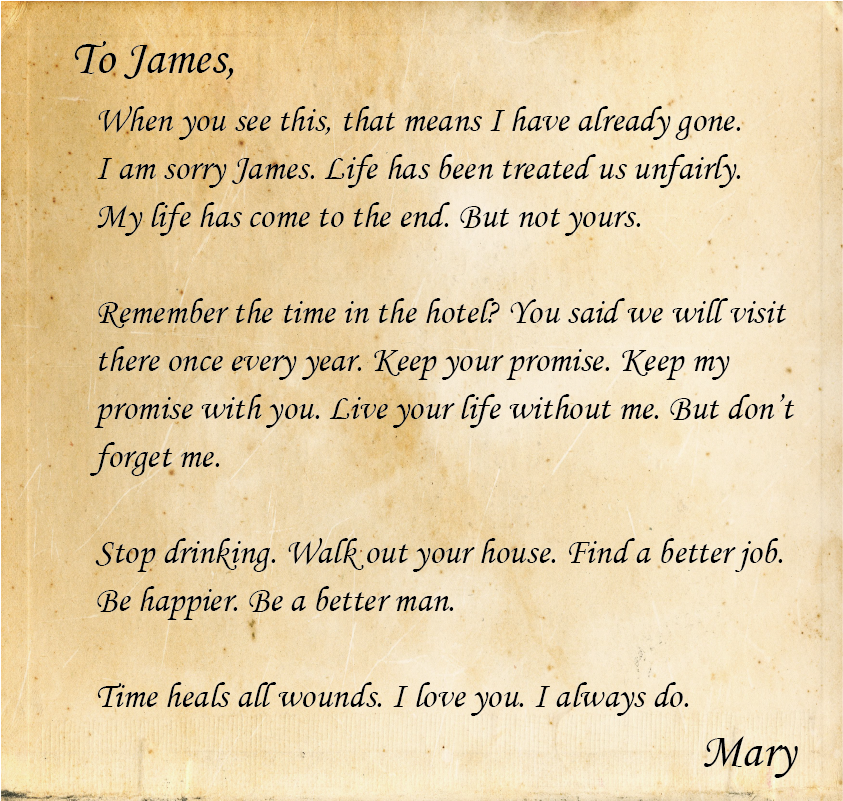 To James,
When you see this, that means I have already gone.
I am sorry James. Life has been treated us unfairly.
My life has come to the end. But not yours.
Remember the time in the hotel? You said we will visit
there once every year. Keep your promise. Keep my
promise with you. Live your life without me. But don't
forget me.
Stop drinking. Walk out your house. Find a better job.
Be happier. Be a better man.
Time heals all wounds. I love you. I always do.
Mary